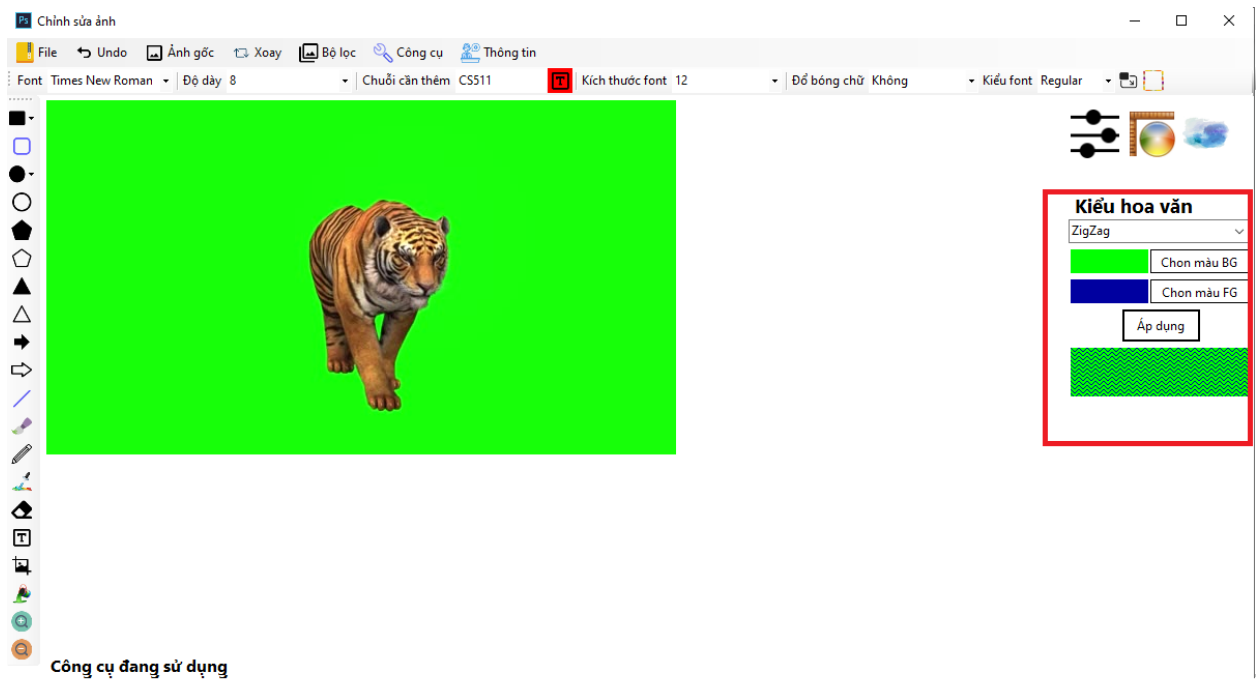 Ps Chỉnh sửa ảnh
File Undo Ảnh gốc Xoay Bộ lọc Công cụ Thông tin
Font Times New Roman Độ dày 8 Chuỗi cần thêm CS511 T Kích thước font 12 Đổ bóng chữ Không Kiểu font Regular
Kiểu hoa văn
ZigZag
Chon màu BG
Chon màu FG
Áp dụng
T
Công cụ đang sử dụng